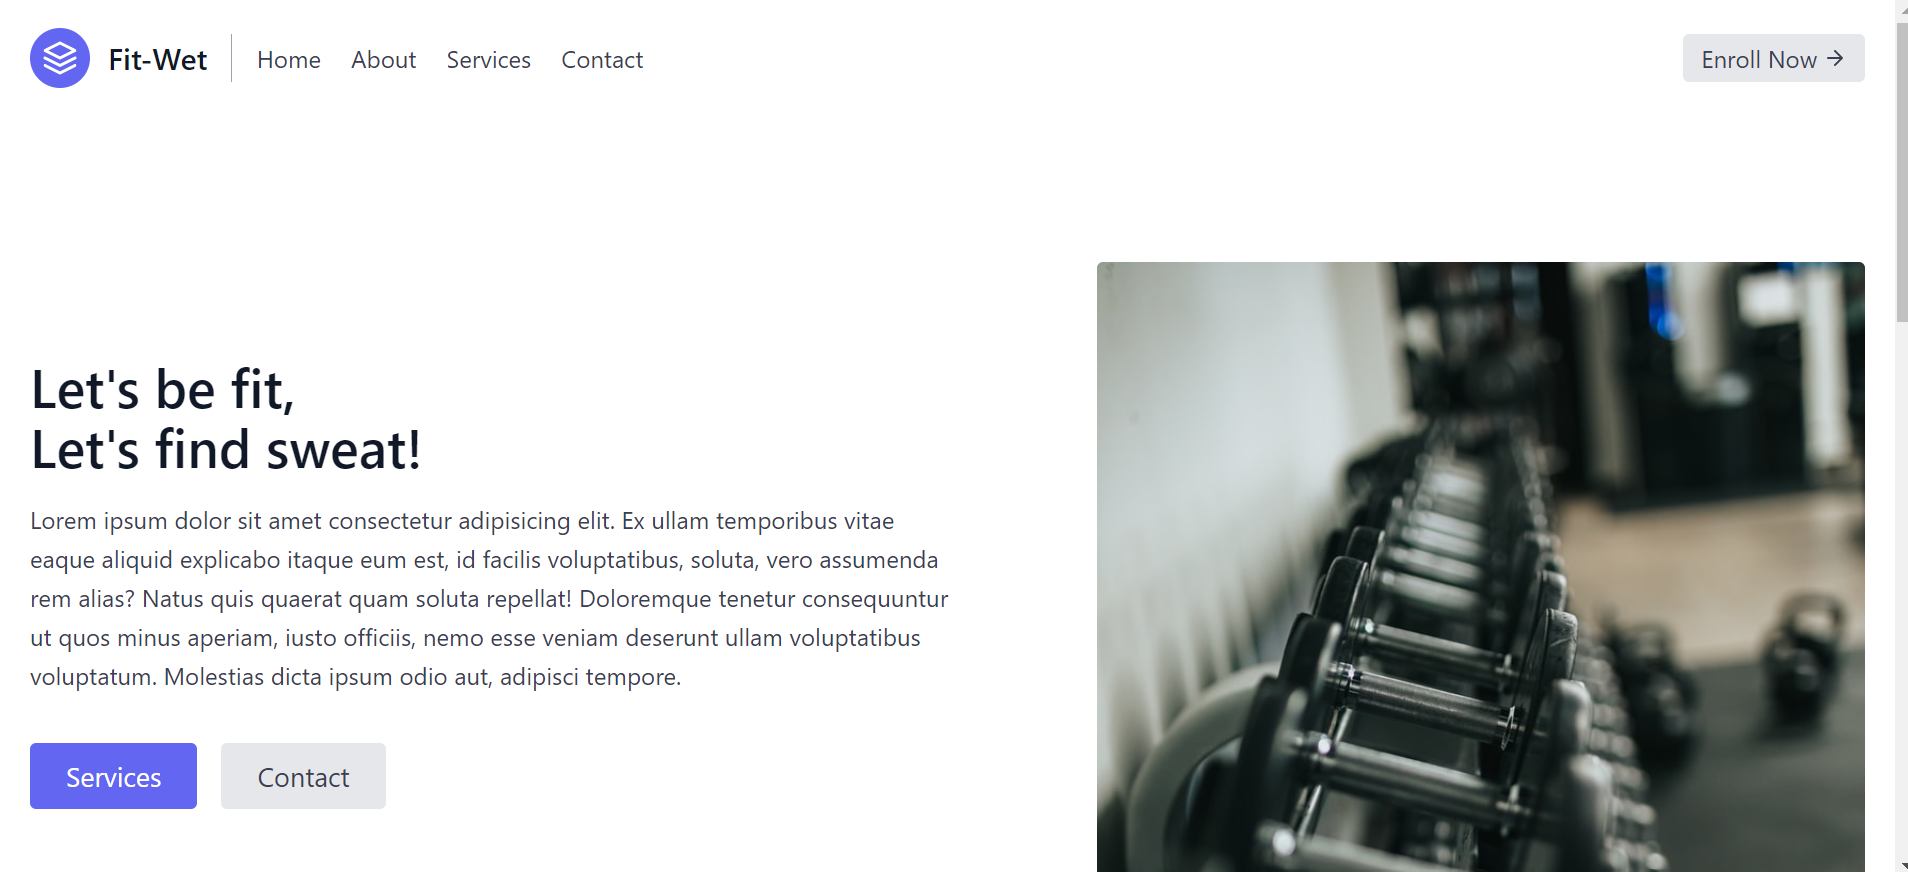 Fit-Wet
Home
About
Services
Contact
Enroll Now →
Let's be fit,
Let's find sweat!
Lorem ipsum dolor sit amet consectetur adipisicing elit. Ex ullam temporibus vitae
eaque aliquid explicabo itaque eum est, id facilis voluptatibus, soluta, vero assumenda
rem alias? Natus quis quaerat quam soluta repellat! Doloremque tenetur consequuntur
ut quos minus aperiam, iusto officiis, nemo esse veniam deserunt ullam voluptatibus
voluptatum. Molestias dicta ipsum odio aut, adipisci tempore.
Services
Contact